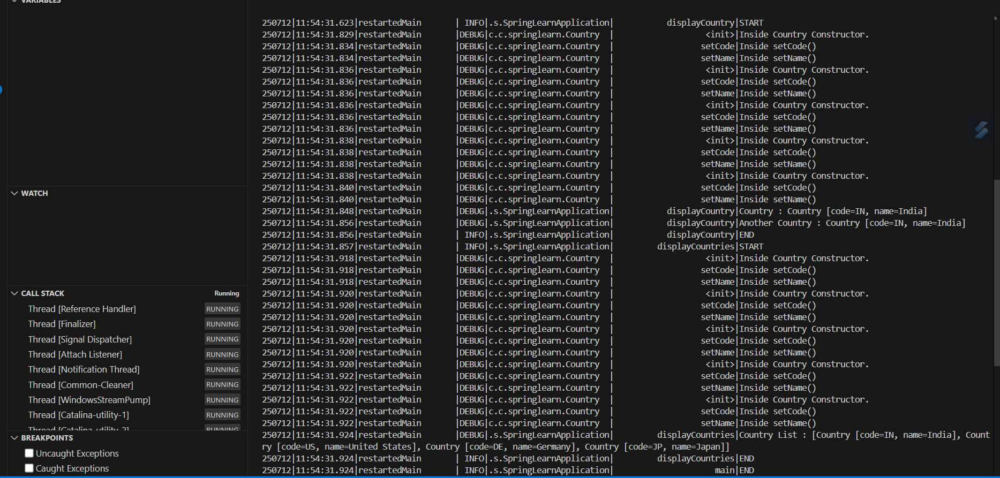 VARIABLES
WATCH
CALL STACK Running
Thread [Reference Handler] RUNNING
Thread [Finalizer] RUNNING
Thread [Signal Dispatcher] RUNNING
Thread [Attach Listener] RUNNING
Thread [Notification Thread] RUNNING
Thread [Common-Cleaner] RUNNING
Thread [WindowsStreamPump] RUNNING
Thread [Catalina-utility-1] RUNNING
Thread [Catalina-utility-2] RUNNING
BREAKPOINTS
Uncaught Exceptions
Caught Exceptions
250712|11:54:31.623|restartedMain | INFO|.s.SpringLearnApplication| displayCountry|START
250712|11:54:31.829|restartedMain |DEBUG|c.c.springlearn.Country | <init>|Inside Country Constructor.
250712|11:54:31.834|restartedMain |DEBUG|c.c.springlearn.Country | setCode|Inside setCode()
250712|11:54:31.834|restartedMain |DEBUG|c.c.springlearn.Country | setName|Inside setName()
250712|11:54:31.836|restartedMain |DEBUG|c.c.springlearn.Country | <init>|Inside Country Constructor.
250712|11:54:31.836|restartedMain |DEBUG|c.c.springlearn.Country | setCode|Inside setCode()
250712|11:54:31.836|restartedMain |DEBUG|c.c.springlearn.Country | setName|Inside setName()
250712|11:54:31.836|restartedMain |DEBUG|c.c.springlearn.Country | <init>|Inside Country Constructor.
250712|11:54:31.836|restartedMain |DEBUG|c.c.springlearn.Country | setCode|Inside setCode()
250712|11:54:31.836|restartedMain |DEBUG|c.c.springlearn.Country | setName|Inside setName()
250712|11:54:31.838|restartedMain |DEBUG|c.c.springlearn.Country | <init>|Inside Country Constructor.
250712|11:54:31.838|restartedMain |DEBUG|c.c.springlearn.Country | setCode|Inside setCode()
250712|11:54:31.838|restartedMain |DEBUG|c.c.springlearn.Country | setName|Inside setName()
250712|11:54:31.838|restartedMain |DEBUG|c.c.springlearn.Country | <init>|Inside Country Constructor.
250712|11:54:31.840|restartedMain |DEBUG|c.c.springlearn.Country | setCode|Inside setCode()
250712|11:54:31.840|restartedMain |DEBUG|c.c.springlearn.Country | setName|Inside setName()
250712|11:54:31.848|restartedMain |DEBUG|.s.SpringLearnApplication| displayCountry|Country : Country [code=IN, name=India]
250712|11:54:31.856|restartedMain |DEBUG|.s.SpringLearnApplication| displayCountry|Another Country : Country [code=IN, name=India]
250712|11:54:31.856|restartedMain | INFO|.s.SpringLearnApplication| displayCountry|END
250712|11:54:31.857|restartedMain | INFO|.s.SpringLearnApplication| displayCountries|START
250712|11:54:31.918|restartedMain |DEBUG|c.c.springlearn.Country | <init>|Inside Country Constructor.
250712|11:54:31.918|restartedMain |DEBUG|c.c.springlearn.Country | setCode|Inside setCode()
250712|11:54:31.918|restartedMain |DEBUG|c.c.springlearn.Country | setName|Inside setName()
250712|11:54:31.920|restartedMain |DEBUG|c.c.springlearn.Country | <init>|Inside Country Constructor.
250712|11:54:31.920|restartedMain |DEBUG|c.c.springlearn.Country | setCode|Inside setCode()
250712|11:54:31.920|restartedMain |DEBUG|c.c.springlearn.Country | setName|Inside setName()
250712|11:54:31.920|restartedMain |DEBUG|c.c.springlearn.Country | <init>|Inside Country Constructor.
250712|11:54:31.920|restartedMain |DEBUG|c.c.springlearn.Country | setCode|Inside setCode()
250712|11:54:31.920|restartedMain |DEBUG|c.c.springlearn.Country | setName|Inside setName()
250712|11:54:31.920|restartedMain |DEBUG|c.c.springlearn.Country | <init>|Inside Country Constructor.
250712|11:54:31.922|restartedMain |DEBUG|c.c.springlearn.Country | setCode|Inside setCode()
250712|11:54:31.922|restartedMain |DEBUG|c.c.springlearn.Country | setName|Inside setName()
250712|11:54:31.922|restartedMain |DEBUG|c.c.springlearn.Country | <init>|Inside Country Constructor.
250712|11:54:31.922|restartedMain |DEBUG|c.c.springlearn.Country | setCode|Inside setCode()
250712|11:54:31.922|restartedMain |DEBUG|c.c.springlearn.Country | setName|Inside setName()
250712|11:54:31.924|restartedMain |DEBUG|.s.SpringLearnApplication| displayCountries|Country List : [Country [code=IN, name=India], Count
ry [code=US, name=United States], Country [code=DE, name=Germany], Country [code=JP, name=Japan]]
250712|11:54:31.924|restartedMain | INFO|.s.SpringLearnApplication| displayCountries|END
250712|11:54:31.924|restartedMain | INFO|.s.SpringLearnApplication| main|END